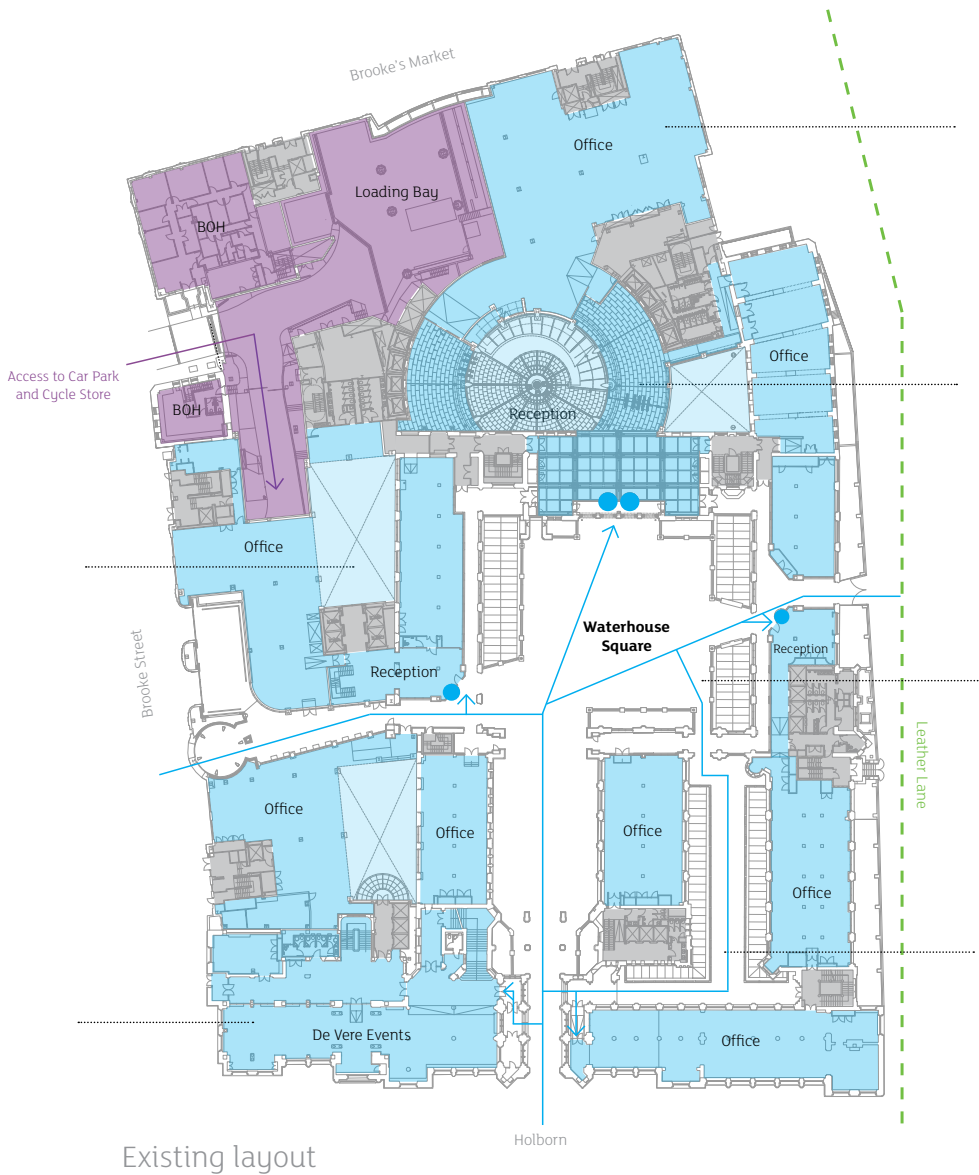 Brooke's Market
Office
Loading Bay
BOH
Office
Access to Car Park
and Cycle Store
BOH
Reception
Office
Waterhouse
Square
Reception
Reception
Brooke Street
Leather Lane
Office
Office
Office
Office
De Vere Events
Office
Holborn
Existing layout